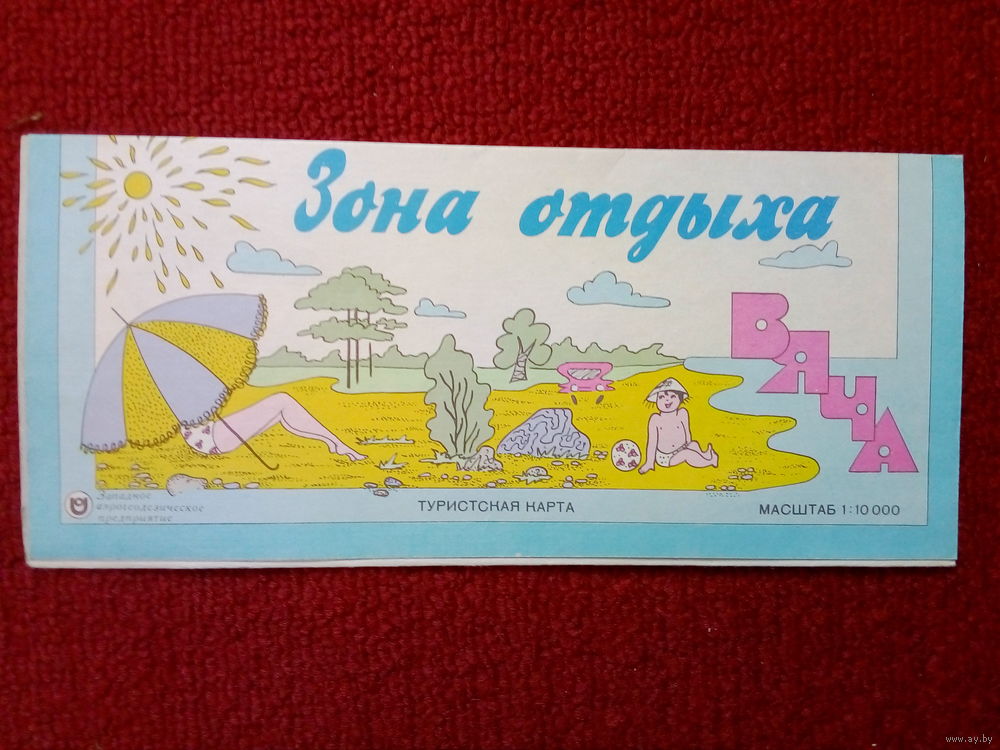 Зона отдыха
ВЯЧА
Западное
аэрогеодезическое
предприятие
ТУРИСТСКАЯ КАРТА
МАСШТАБ 1:10 000
www.ay.by